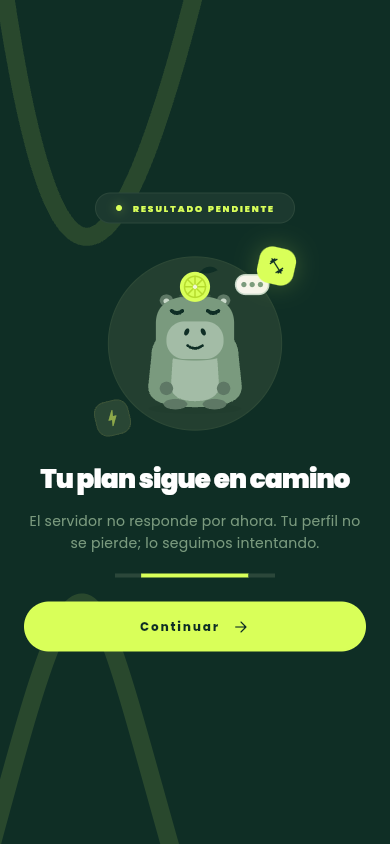 RESULTADO PENDIENTE
Tu plan sigue en camino
El servidor no responde por ahora. Tu perfil no
se pierde; lo seguimos intentando.
Continuar